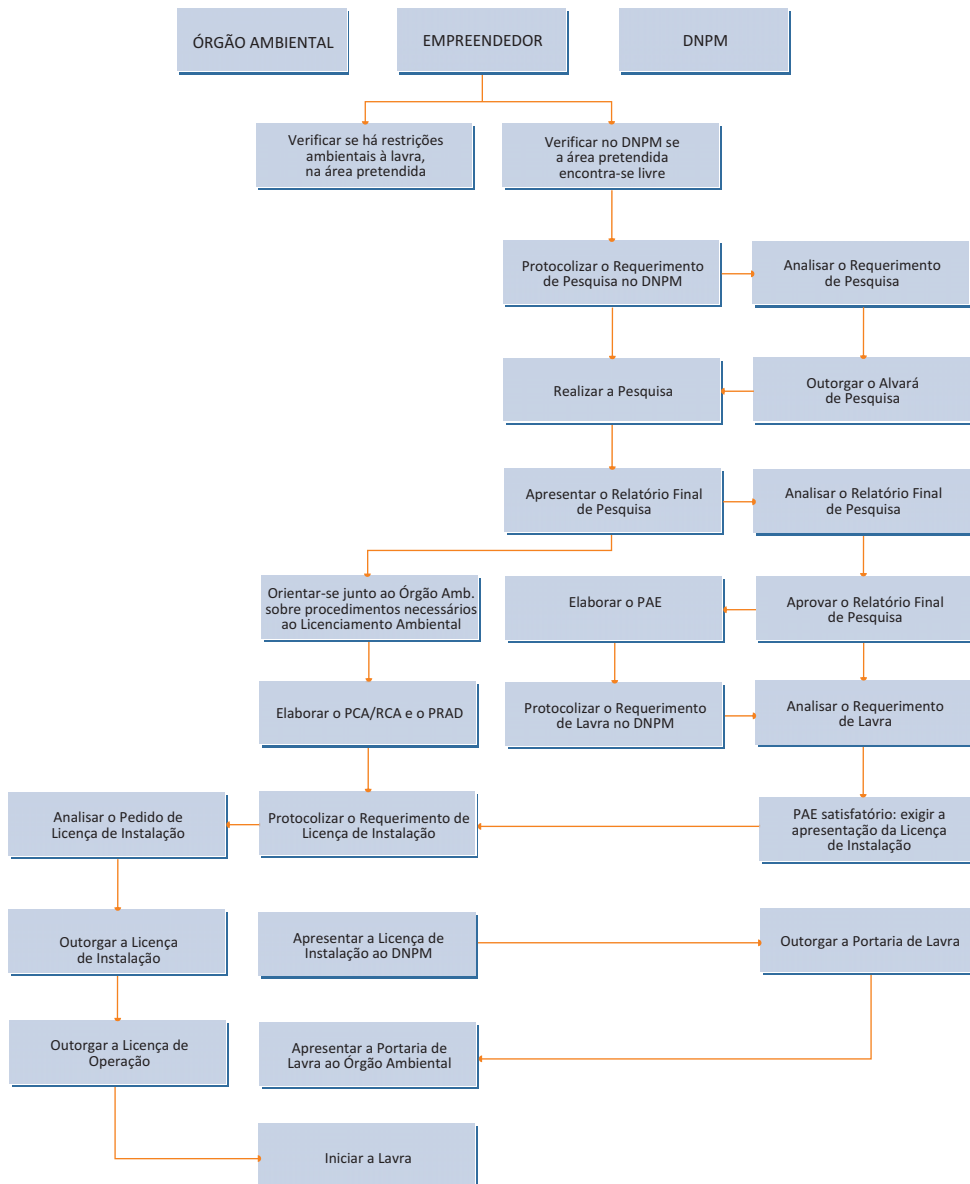 ÓRGÃO AMBIENTAL
EMPREENDEDOR
DNPM
Verificar se há restrições
ambientais à lavra,
na área pretendida
Verificar no DNPM se
a área pretendida
encontra-se livre
Protocolizar o Requerimento
de Pesquisa no DNPM
Analisar o Requerimento
de Pesquisa
Realizar a Pesquisa
Outorgar o Alvará
de Pesquisa
Apresentar o Relatório Final
de Pesquisa
Analisar o Relatório Final
de Pesquisa
Orientar-se junto ao Órgão Amb.
sobre procedimentos necessários
ao Licenciamento Ambiental
Elaborar o PAE
Aprovar o Relatório Final
de Pesquisa
Elaborar o PCA/RCA e o PRAD
Protocolizar o Requerimento
de Lavra no DNPM
Analisar o Requerimento
de Lavra
Analisar o Pedido de
Licença de Instalação
Protocolizar o Requerimento de
Licença de Instalação
PAE satisfatório: exigir a
apresentação da Licença
de Instalação
Outorgar a Licença
de Instalação
Apresentar a Licença de
Instalação ao DNPM
Outorgar a Portaria de Lavra
Outorgar a Licença de
Operação
Apresentar a Portaria de
Lavra ao Órgão Ambiental
Iniciar a Lavra